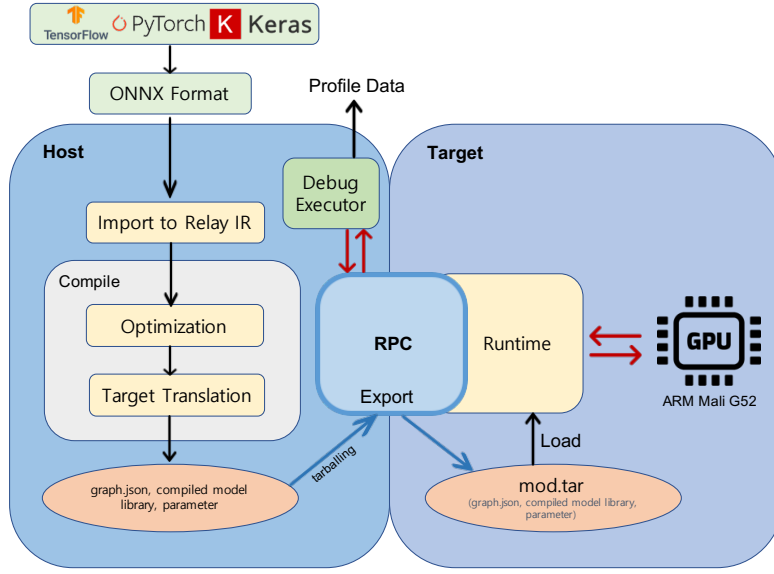 TensorFlow
PyTorch
K Keras
ONNX Format
Profile Data
Host
Target
Debug
Executor
Import to Relay IR
Compile
Optimization
RPC
Runtime
GPU
ARM Mali G52
Target Translation
Export
tarballing
Load
graph.json, compiled model
library, parameter
mod.tar
(graph.json, compiled model library,
parameter)